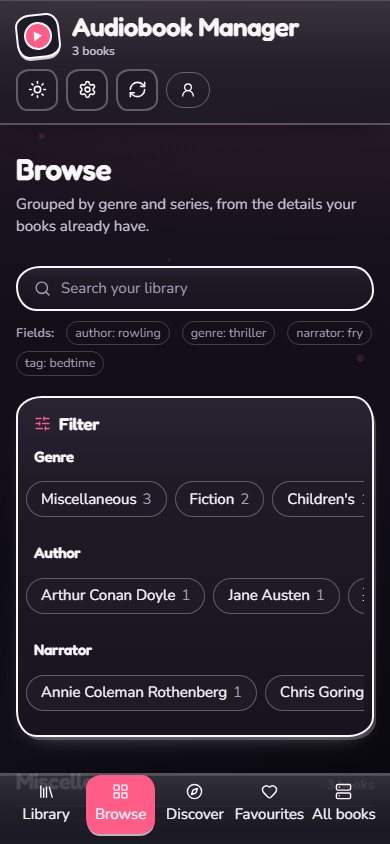 Audiobook Manager
3 books
Browse
Grouped by genre and series, from the details your
books already have.
Search your library
Fields: author: rowling genre: thriller narrator: fry
tag: bedtime
Filter
Genre
Miscellaneous 3 Fiction 2 Children's
Author
Arthur Conan Doyle 1 Jane Austen 1
Narrator
Annie Coleman Rothenberg 1 Chris Goring
3 books
Library Browse Discover Favourites All books